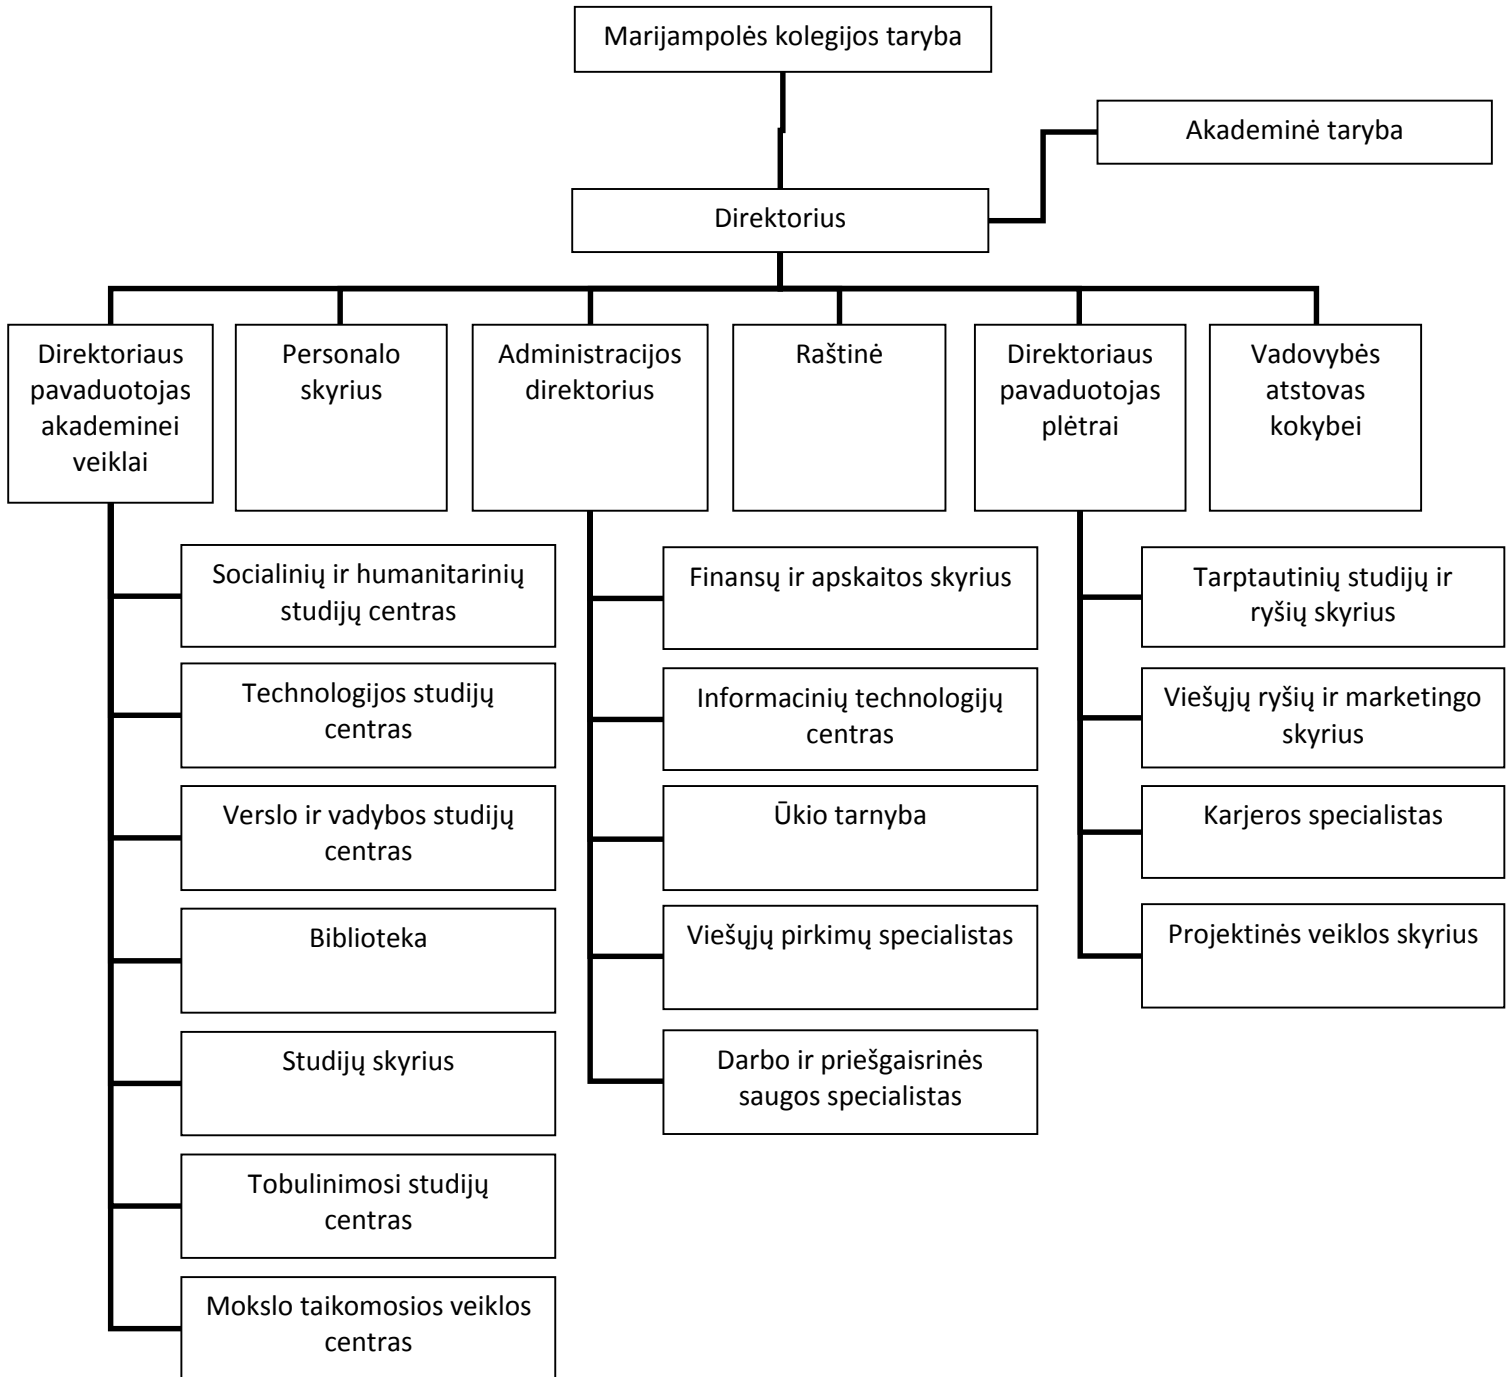 Marijampolės kolegijos taryba
Akademinė taryba
Direktorius
Direktoriaus
pavaduotojas
akademinei
veiklai
Personalo
skyrius
Administracijos
direktorius
Raštinė
Direktoriaus
pavaduotojas
plėtrai
Vadovybės
atstovas
kokybei
Socialinių ir humanitarinių
studijų centras
Technologijos studijų
centras
Verslo ir vadybos studijų
centras
Biblioteka
Studijų skyrius
Tobulinimosi studijų
centras
Mokslo taikomosios veiklos
centras
Finansų ir apskaitos skyrius
Informacinių technologijų
centras
Ūkio tarnyba
Viešųjų pirkimų specialistas
Darbo ir priešgaisrinės
saugos specialistas
Tarptautinių studijų ir
ryšių skyrius
Viešųjų ryšių ir marketingo
skyrius
Karjeros specialistas
Projektinės veiklos skyrius